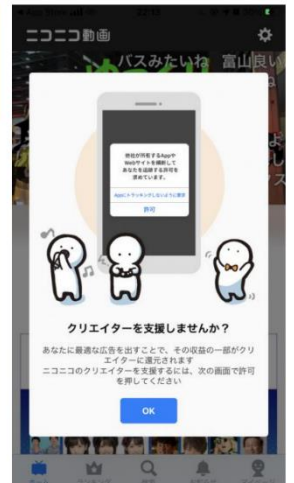 ニコニコ動画
バスみたいね 富山良い
他社が所有するAppや
Webサイトを横断して
あなたを追跡する許可を
求めています。
Appにトラッキングしないように要求
許可
クリエイターを支援しませんか？
あなたに最適な広告を出すことで、その収益の一部がクリ
エイターに還元されます
ニコニコのクリエイターを支援するには、次の画面で許可
を押してください
OK